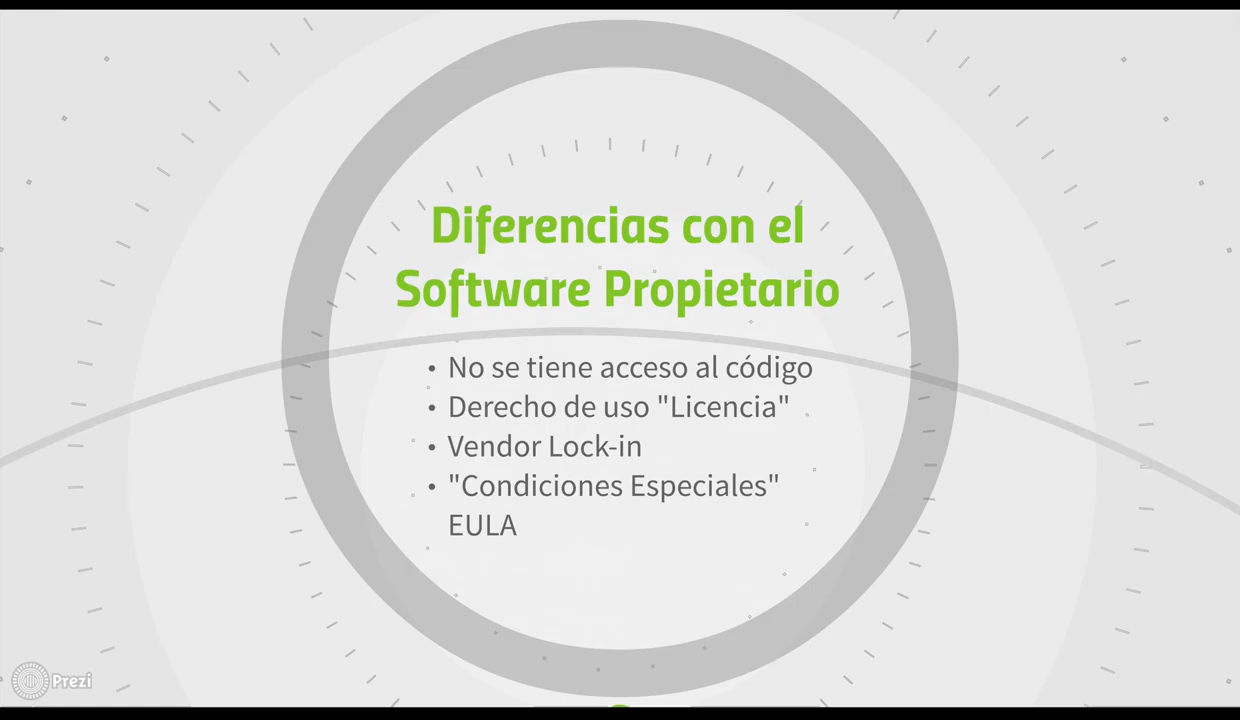 Diferencias con el
Software Propietario
• No se tiene acceso al código
• Derecho de uso "Licencia"
• Vendor Lock-in
• "Condiciones Especiales"
EULA
Prezi